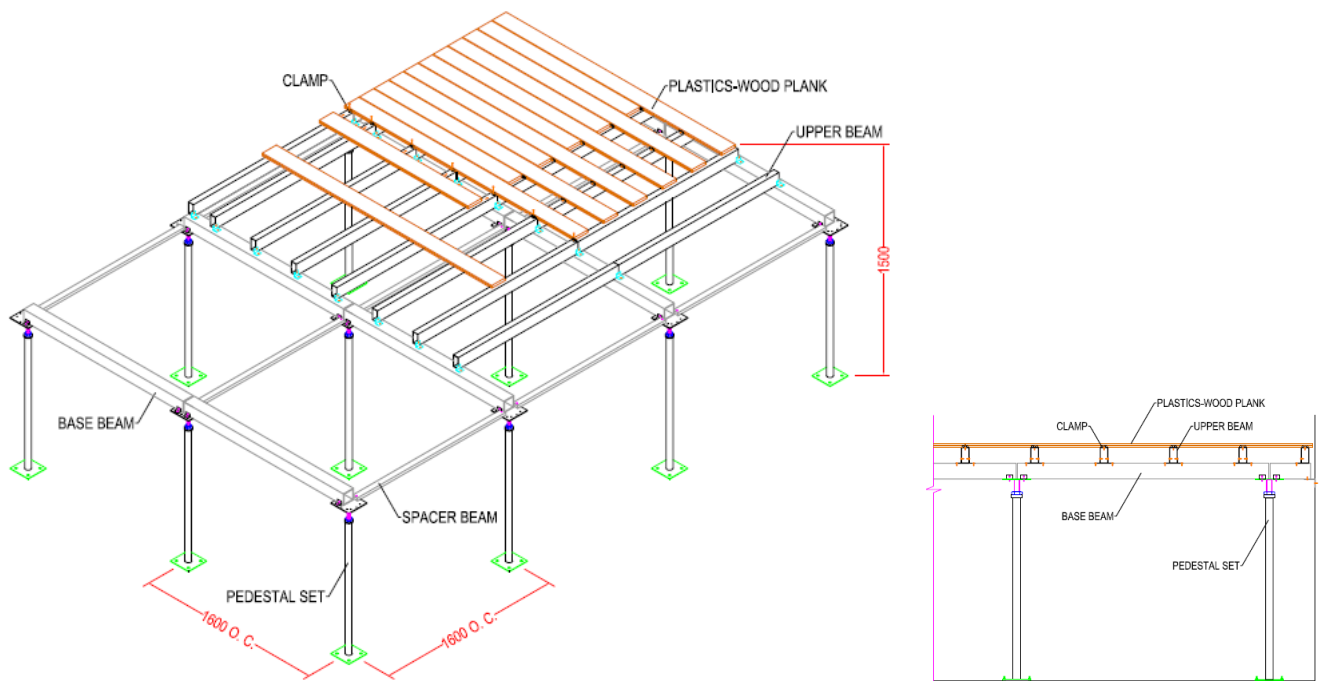 CLAMP
PLASTICS-WOOD PLANK
UPPER BEAM
1500
BASE BEAM
SPACER BEAM
PEDESTAL SET
1600 O. C.
1600 O. C.
PLASTICS-WOOD PLANK
CLAMP
UPPER BEAM
BASE BEAM
PEDESTAL SET